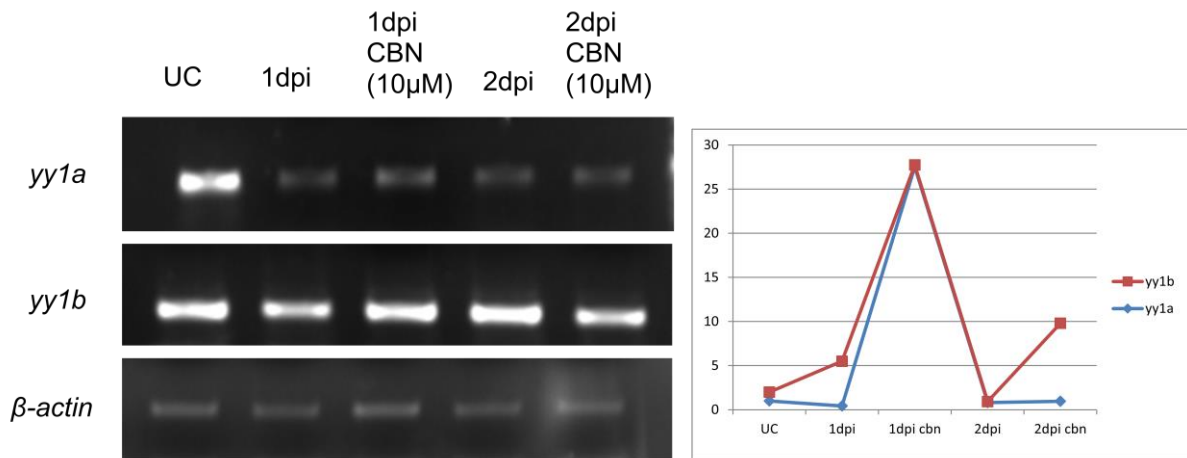 UC
1dpi
1dpi
CBN
(10μM)
2dpi
2dpi
CBN
(10μM)
yy1a
yy1b
β-actin
30
25
20
15
10
5
0
UC
1dpi
1dpi cbn
2dpi
2dpi cbn
yy1b
yy1a